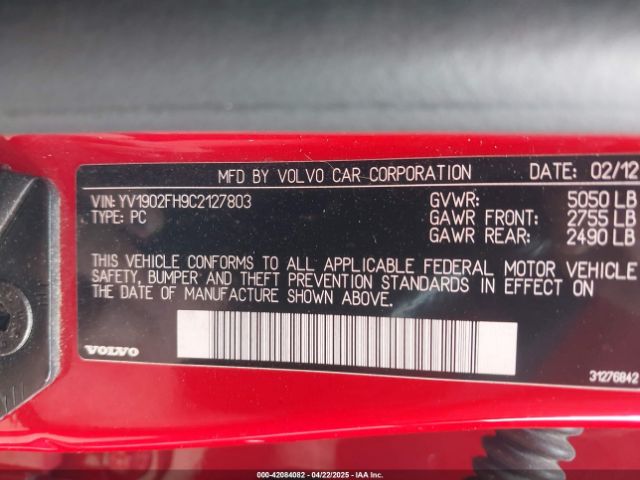 MFD BY VOLVO CAR CORPORATION DATE: 02/12
VIN: YV1902FH9C2127803 GVWR: 5050 LB
TYPE: PC GAWR FRONT: 2755 LB
GAWR REAR: 2490 LB
THIS VEHICLE CONFORMS TO ALL APPLICABLE FEDERAL MOTOR VEHICLE
SAFETY, BUMPER AND THEFT PREVENTION STANDARDS IN EFFECT ON
THE DATE OF MANUFACTURE SHOWN ABOVE.
VOLVO
31276842
000-42084082 - 04/22/2025 - IAAI.COM